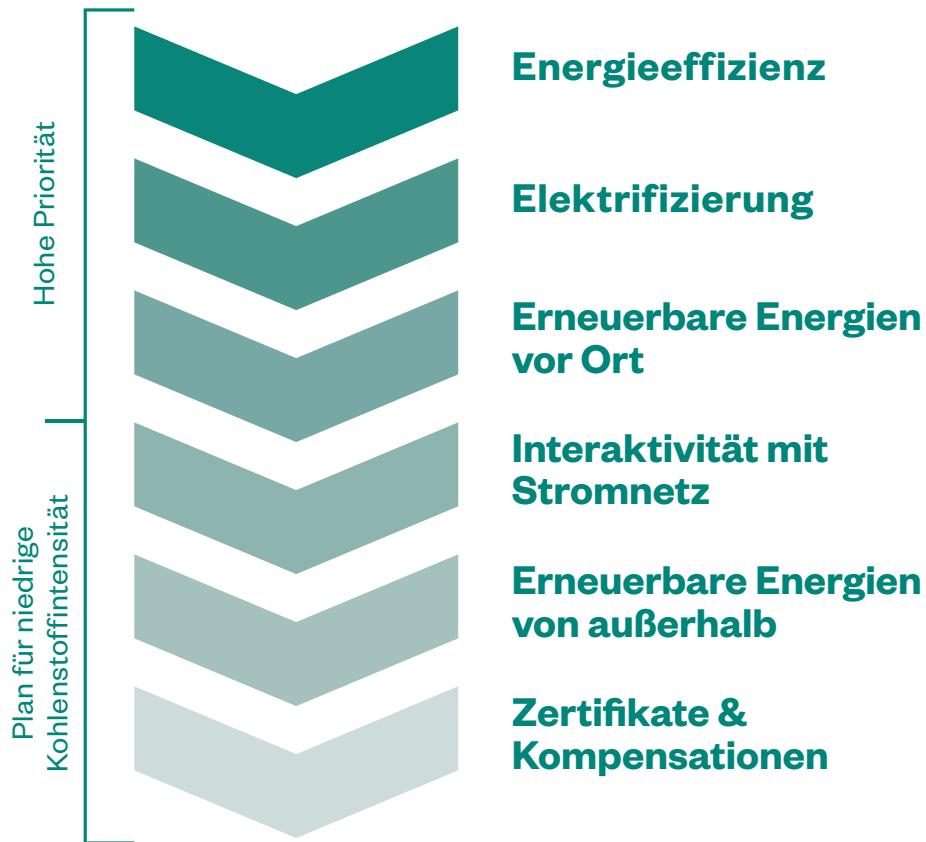 Hohe Priorität
Energieeffizienz
Elektrifizierung
Erneuerbare Energien
vor Ort
Plan für niedrige
Kohlenstoffintensität
Interaktivität mit
Stromnetz
Erneuerbare Energien
von außerhalb
Zertifikate &
Kompensationen